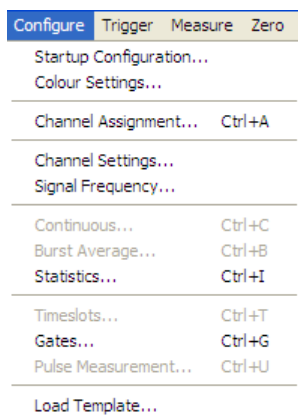 Configure Trigger Measure Zero
Startup Configuration...
Colour Settings...
Channel Assignment... Ctrl+A
Channel Settings...
Signal Frequency...
Continuous... Ctrl+C
Burst Average... Ctrl+B
Statistics... Ctrl+I
Timeslots... Ctrl+T
Gates... Ctrl+G
Pulse Measurement... Ctrl+U
Load Template...